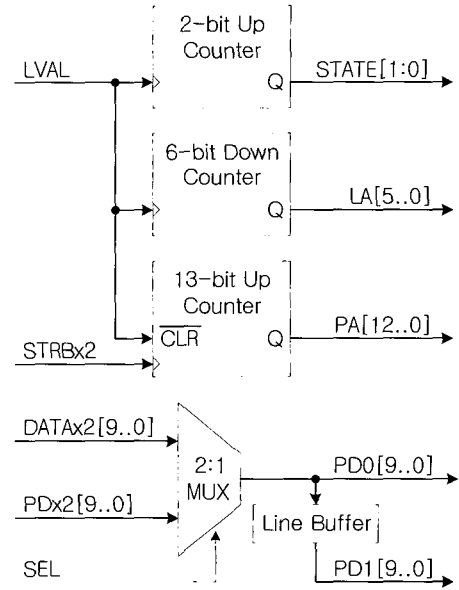 2-bit Up
Counter
LVAL
Q
STATE[1:0]
6-bit Down
Counter
Q
LA[5..0]
13-bit Up
Counter
CLR
Q
PA[12..0]
STRBx2
DATAx2[9..0]
2:1
MUX
PD0[9..0]
PDx2[9..0]
Line Buffer
SEL
PD1[9..0]